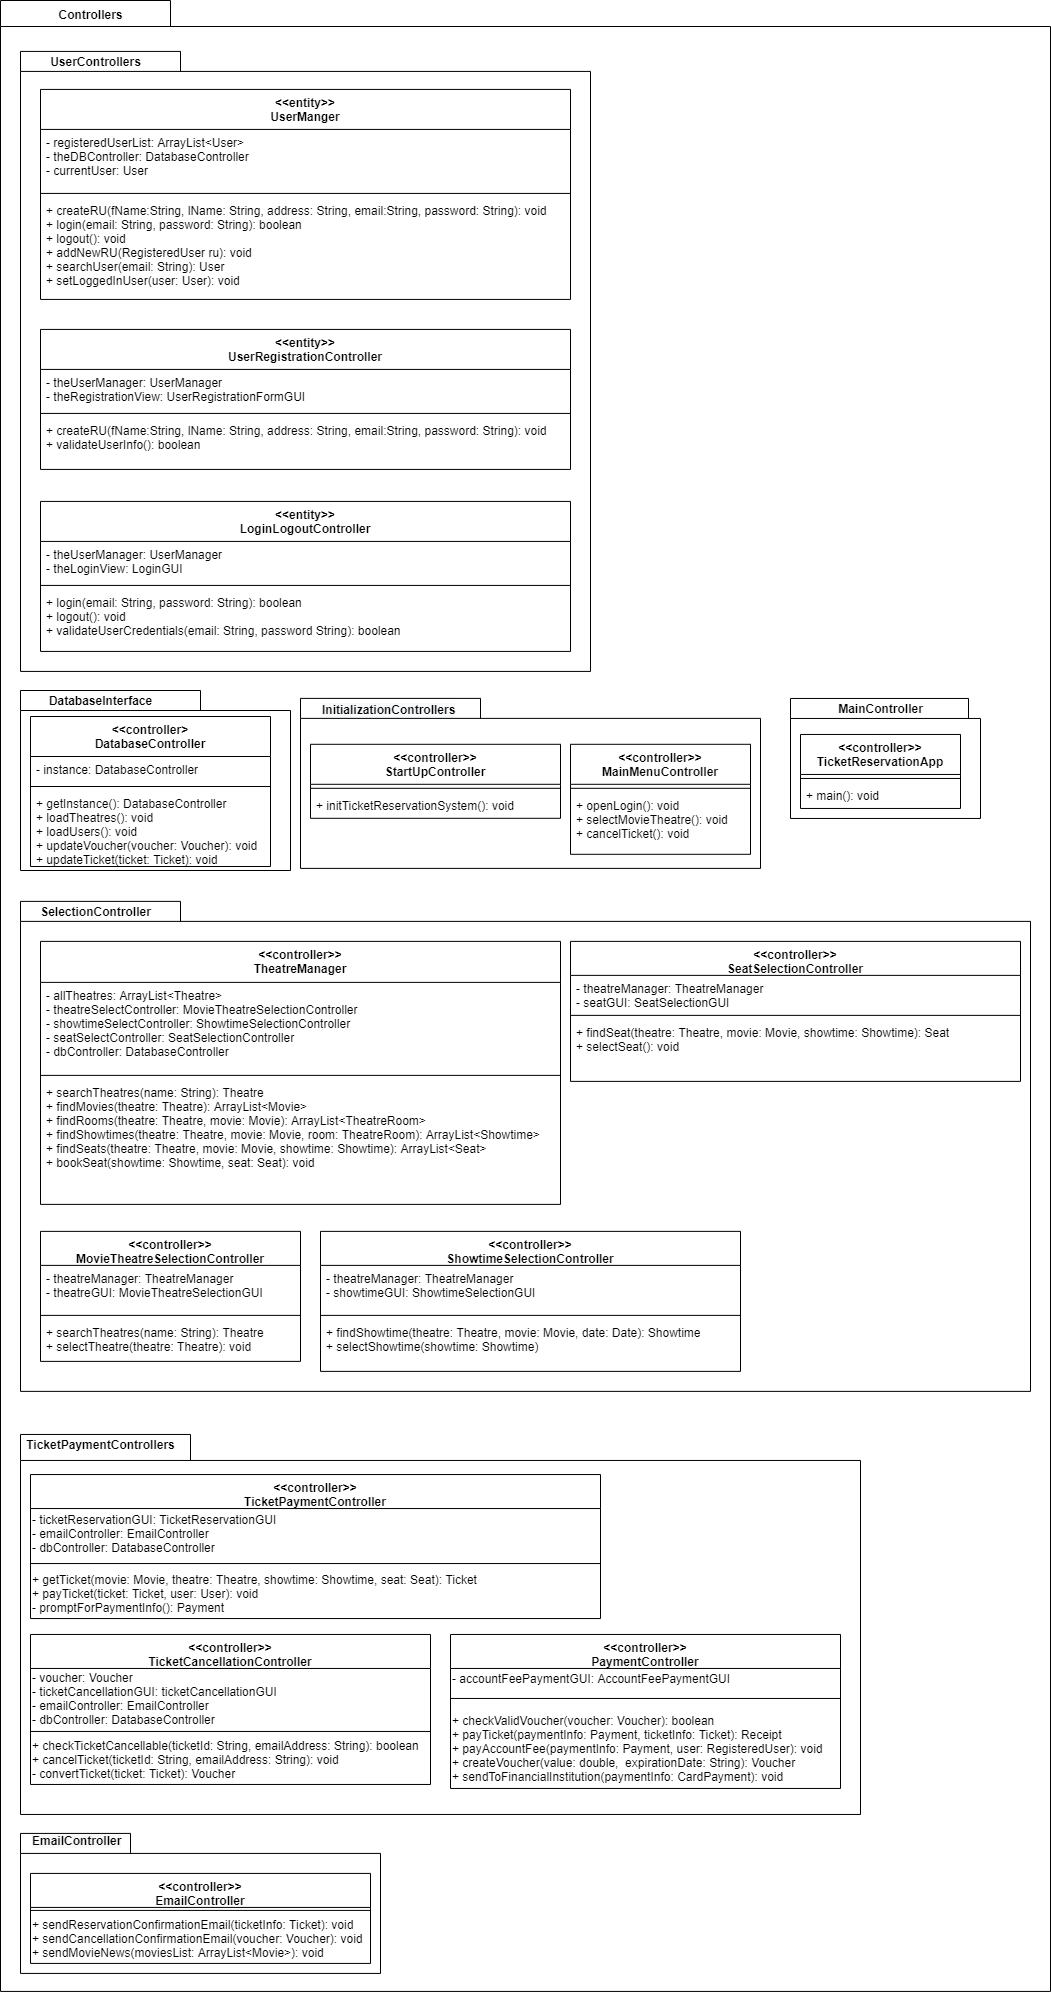 Controllers
UserControllers
<<entity>>
UserManger
- registeredUserList: ArrayList<User>
- theDBController: DatabaseController
- currentUser: User
+ createRU(fName:String, lName: String, address: String, email:String, password: String): void
+ login(email: String, password: String): boolean
+ logout(): void
+ addNewRU(RegisteredUser ru): void
+ searchUser(email: String): User
+ setLoggedInUser(user: User): void
<<entity>>
UserRegistrationController
- theUserManager: UserManager
- theRegistrationView: UserRegistrationFormGUI
+ createRU(fName:String, lName: String, address: String, email:String, password: String): void
+ validateUserInfo(): boolean
<<entity>>
LoginLogoutController
- theUserManager: UserManager
- theLoginView: LoginGUI
+ login(email: String, password: String): boolean
+ logout(): void
+ validateUserCredentials(email: String, password String): boolean
DatabaseInterface
<<controller>
DatabaseController
- instance: DatabaseController
+ getInstance(): DatabaseController
+ loadTheatres(): void
+ loadUsers(): void
+ updateVoucher(voucher: Voucher): void
+ updateTicket(ticket: Ticket): void
InitializationControllers
<<controller>>
StartUpController
+ initTicketReservationSystem(): void
<<controller>>
MainMenuController
+ openLogin(): void
+ selectMovieTheatre(): void
+ cancelTicket(): void
MainController
<<controller>>
TicketReservationApp
+ main(): void
SelectionController
<<controller>>
TheatreManager
- allTheatres: ArrayList<Theatre>
- theatreSelectController: MovieTheatreSelectionController
- showtimeSelectController: ShowtimeSelectionController
- seatSelectController: SeatSelectionController
- dbController: DatabaseController
+ searchTheatres(name: String): Theatre
+ findMovies(theatre: Theatre): ArrayList<Movie>
+ findRooms(theatre: Theatre, movie: Movie): ArrayList<TheatreRoom>
+ findShowtimes(theatre: Theatre, movie: Movie, room: TheatreRoom): ArrayList<Showtime>
+ findSeats(theatre: Theatre, movie: Movie, showtime: Showtime): ArrayList<Seat>
+ bookSeat(showtime: Showtime, seat: Seat): void
<<controller>>
SeatSelectionController
- theatreManager: TheatreManager
- seatGUI: SeatSelectionGUI
+ findSeat(theatre: Theatre, movie: Movie, showtime: Showtime): Seat
+ selectSeat(): void
<<controller>>
MovieTheatreSelectionController
- theatreManager: TheatreManager
- theatreGUI: MovieTheatreSelectionGUI
+ searchTheatres(name: String): Theatre
+ selectTheatre(theatre: Theatre): void
<<controller>>
ShowtimeSelectionController
- theatreManager: TheatreManager
- showtimeGUI: ShowtimeSelectionGUI
+ findShowtime(theatre: Theatre, movie: Movie, date: Date): Showtime
+ selectShowtime(showtime: Showtime)
TicketPaymentControllers
<<controller>>
TicketPaymentController
- ticketReservationGUI: TicketReservationGUI
- emailController: EmailController
- dbController: DatabaseController
+ getTicket(movie: Movie, theatre: Theatre, showtime: Showtime, seat: Seat): Ticket
+ payTicket(ticket: Ticket, user: User): void
- promptForPaymentInfo(): Payment
<<controller>>
TicketCancellationController
- voucher: Voucher
- ticketCancellationGUI: ticketCancellationGUI
- emailController: EmailController
- dbController: DatabaseController
+ checkTicketCancellable(ticketId: String, emailAddress: String): boolean
+ cancelTicket(ticketId: String, emailAddress: String): void
- convertTicket(ticket: Ticket): Voucher
<<controller>>
PaymentController
- accountFeePaymentGUI: AccountFeePaymentGUI
+ checkValidVoucher(voucher: Voucher): boolean
+ payTicket(paymentInfo: Payment, ticketInfo: Ticket): Receipt
+ payAccountFee(paymentInfo: Payment, user: RegisteredUser): void
+ createVoucher(value: double,  expirationDate: String): Voucher
+ sendToFinancialInstitution(paymentInfo: CardPayment): void
EmailController
<<controller>>
EmailController
+ sendReservationConfirmationEmail(ticketInfo: Ticket): void
+ sendCancellationConfirmationEmail(voucher: Voucher): void
+ sendMovieNews(moviesList: ArrayList<Movie>): void